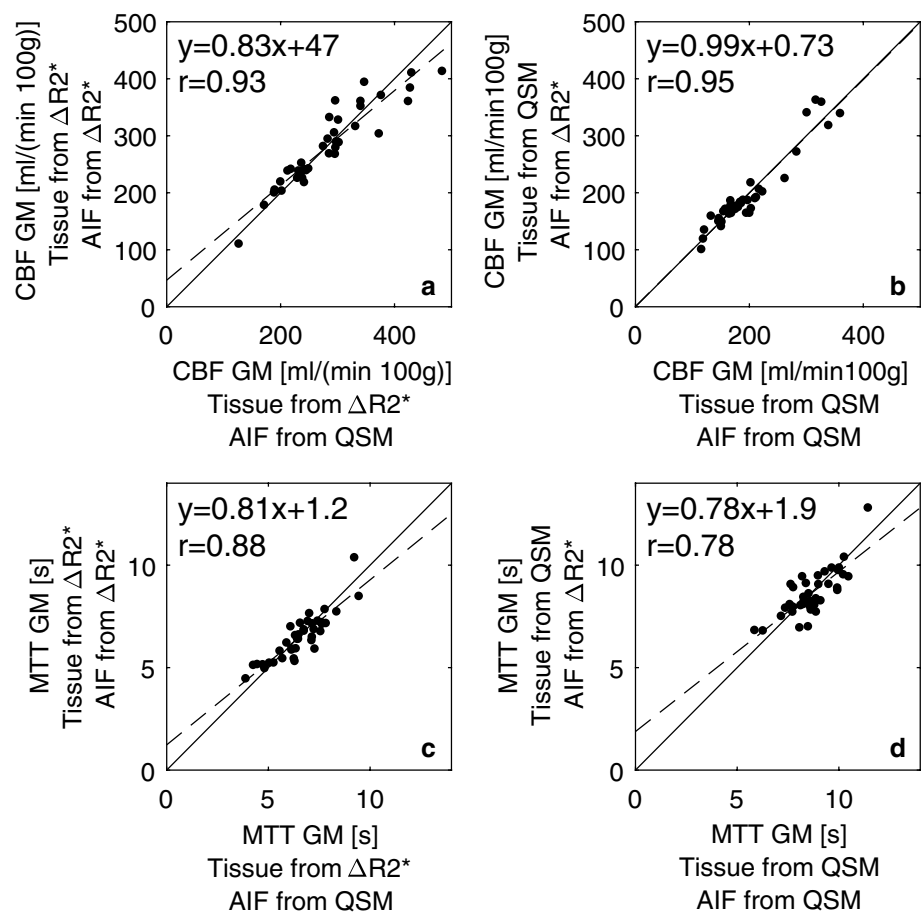 y=0.83x+47
r=0.93
a
500
400
300
200
100
0
0
200
400
CBF GM [ml/(min 100g)]
Tissue from ΔR2*
AIF from ΔR2*
CBF GM [ml/(min 100g)]
Tissue from ΔR2*
AIF from QSM
y=0.99x+0.73
r=0.95
b
500
400
300
200
100
0
0
200
400
CBF GM [ml/min100g]
Tissue from QSM
AIF from ΔR2*
CBF GM [ml/min100g]
Tissue from QSM
AIF from QSM
y=0.81x+1.2
r=0.88
c
10
5
0
0
5
10
MTT GM [s]
Tissue from ΔR2*
AIF from ΔR2*
MTT GM [s]
Tissue from ΔR2*
AIF from QSM
y=0.78x+1.9
r=0.78
d
10
5
0
0
5
10
MTT GM [s]
Tissue from QSM
AIF from ΔR2*
MTT GM [s]
Tissue from QSM
AIF from QSM